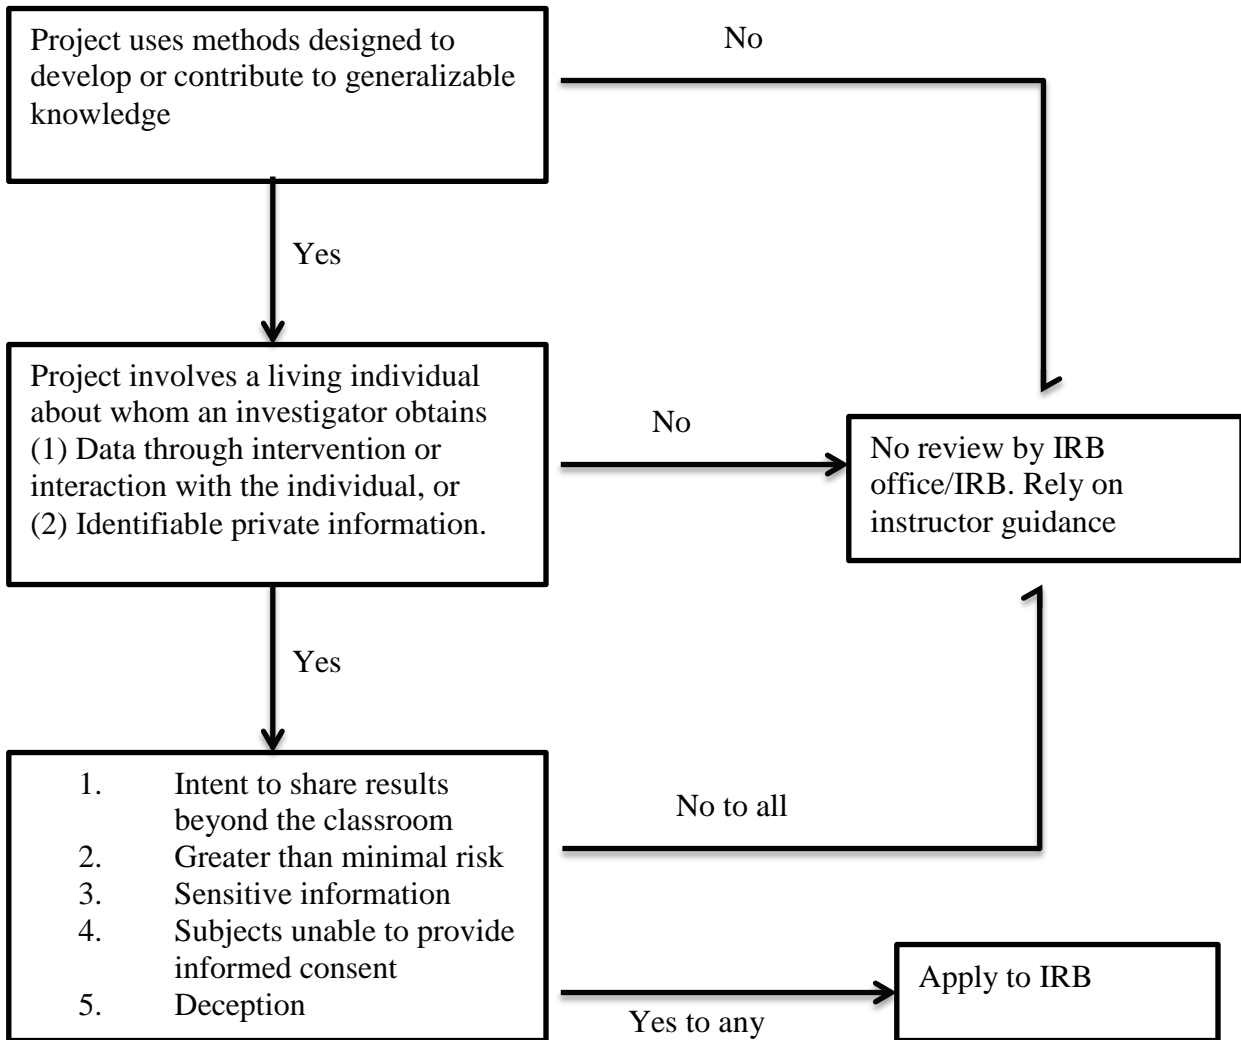 Project uses methods designed to
develop or contribute to generalizable
knowledge
No
Yes
Project involves a living individual
about whom an investigator obtains
(1) Data through intervention or
interaction with the individual, or
(2) Identifiable private information.
No
No review by IRB
office/IRB. Rely on
instructor guidance
Yes
1. Intent to share results
beyond the classroom
2. Greater than minimal risk
3. Sensitive information
4. Subjects unable to provide
informed consent
5. Deception
No to all
Yes to any
Apply to IRB